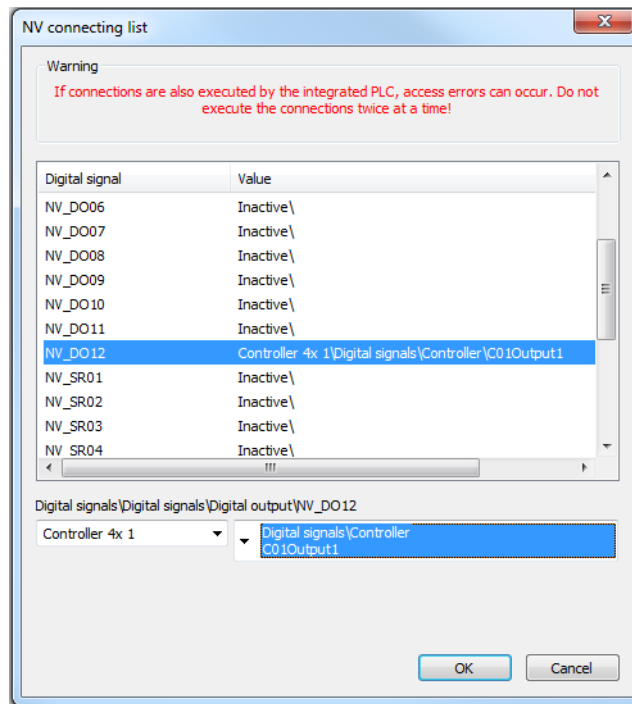 NV connecting list
Warning
If connections are also executed by the integrated PLC, access errors can occur. Do not
execute the connections twice at a time!
Digital signal Value
NV_DO06 Inactive\
NV_DO07 Inactive\
NV_DO08 Inactive\
NV_DO09 Inactive\
NV_DO10 Inactive\
NV_DO11 Inactive\
NV_DO12 Controller 4x 1\Digital signals\Controller\C01Output1
NV_SR01 Inactive\
NV_SR02 Inactive\
NV_SR03 Inactive\
NV_SR04 Inactive\
Digital signals\Digital signals\Digital output\NV_DO12
Controller 4x 1 Digital signals\Controller
C01Output1
OK Cancel